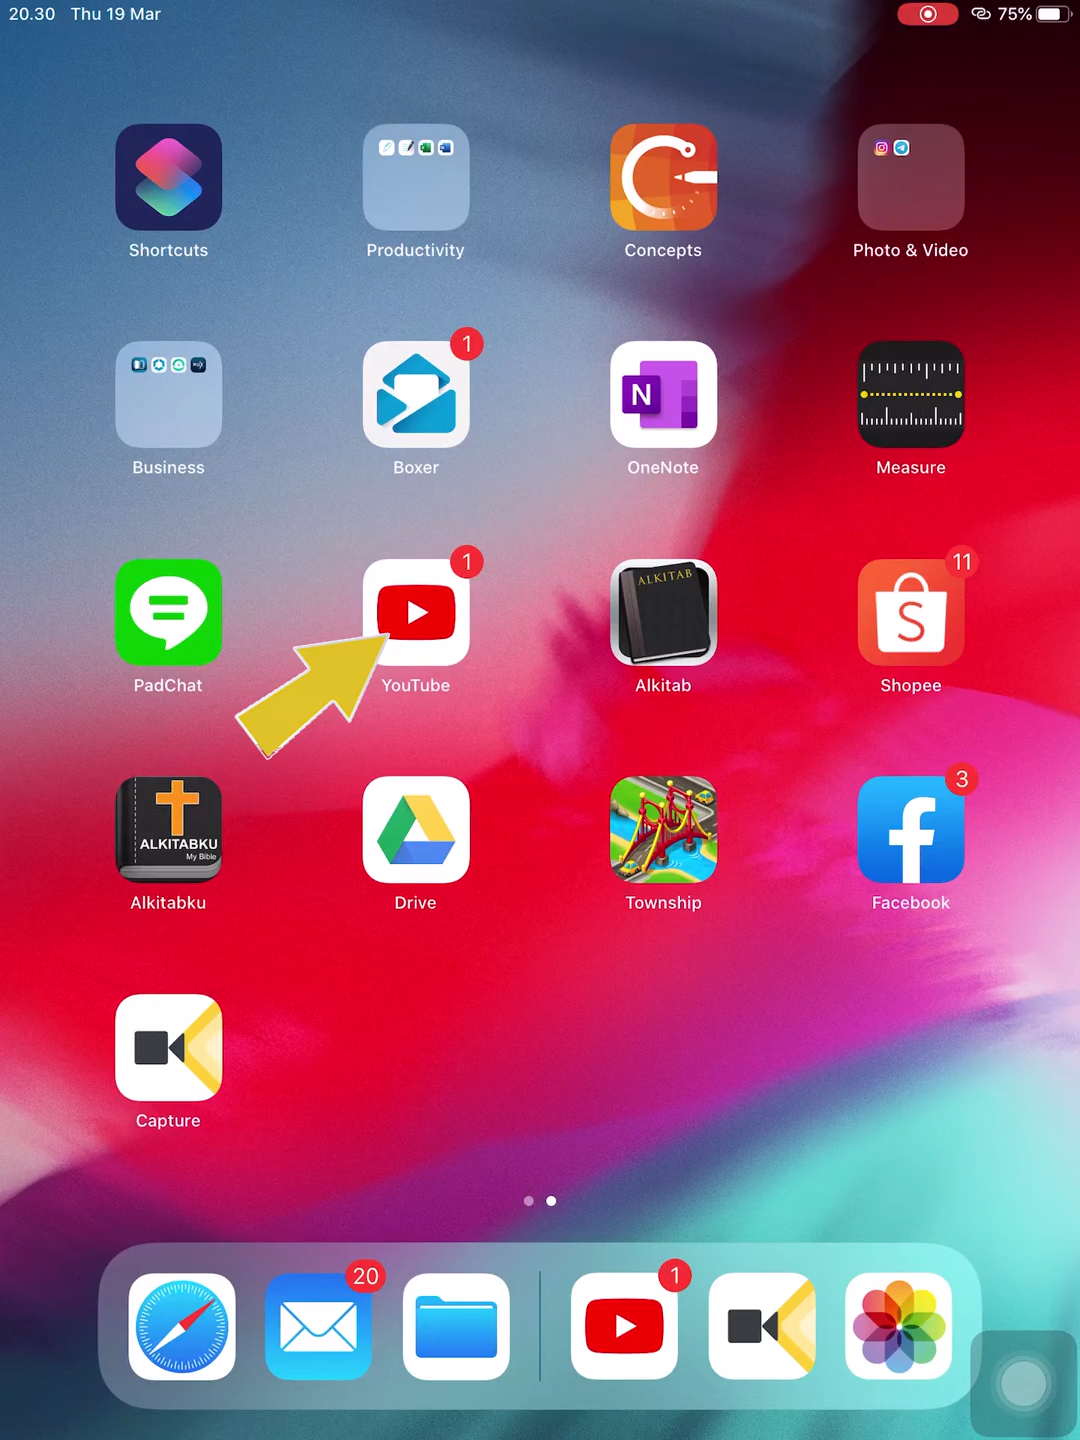 20.30 Thu 19 Mar 75%
Shortcuts Productivity Concepts Photo & Video
1
N
Business Boxer OneNote Measure
1 11
ALKITAB
S
PadChat YouTube Alkitab Shopee
3
ALKITABKU
My Bible
f
Alkitabku Drive Township Facebook
Capture
20 1